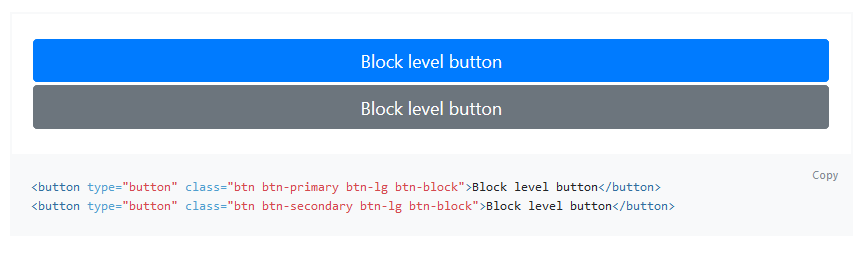 Block level button
Block level button
Copy
<button type="button" class="btn btn-primary btn-lg btn-block">Block level button</button>
<button type="button" class="btn btn-secondary btn-lg btn-block">Block level button</button>